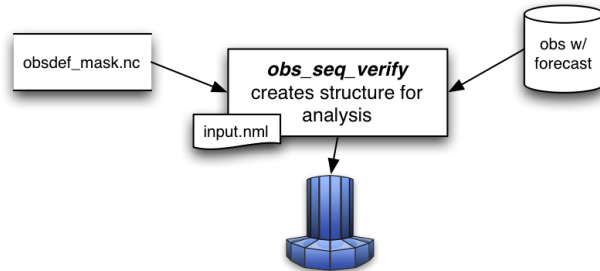 obsdef_mask.nc
obs_seq_verify
creates structure for
analysis
input.nml
obs w/
forecast